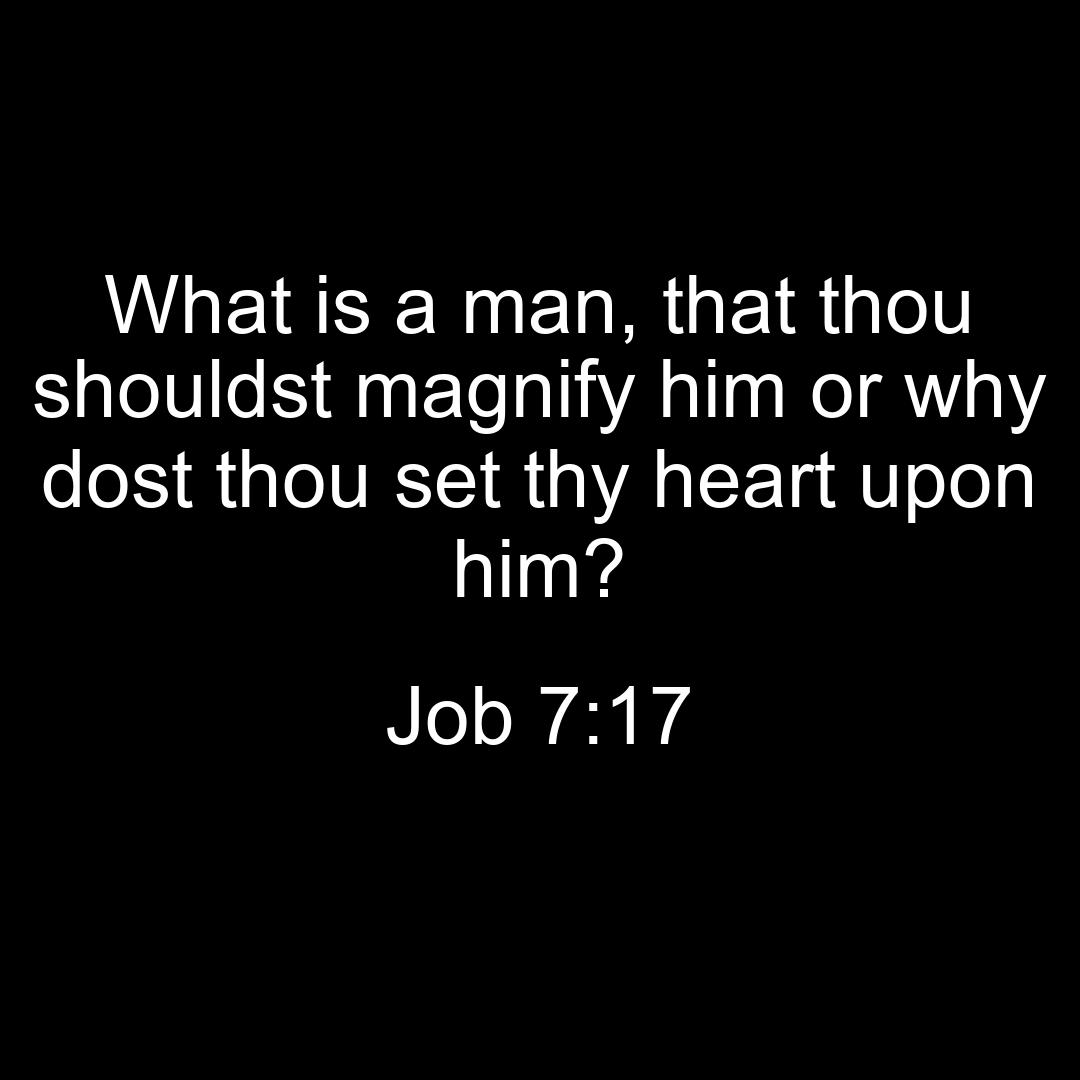 What is a man, that thou
shouldst magnify him or why
dost thou set thy heart upon
him?
Job 7:17